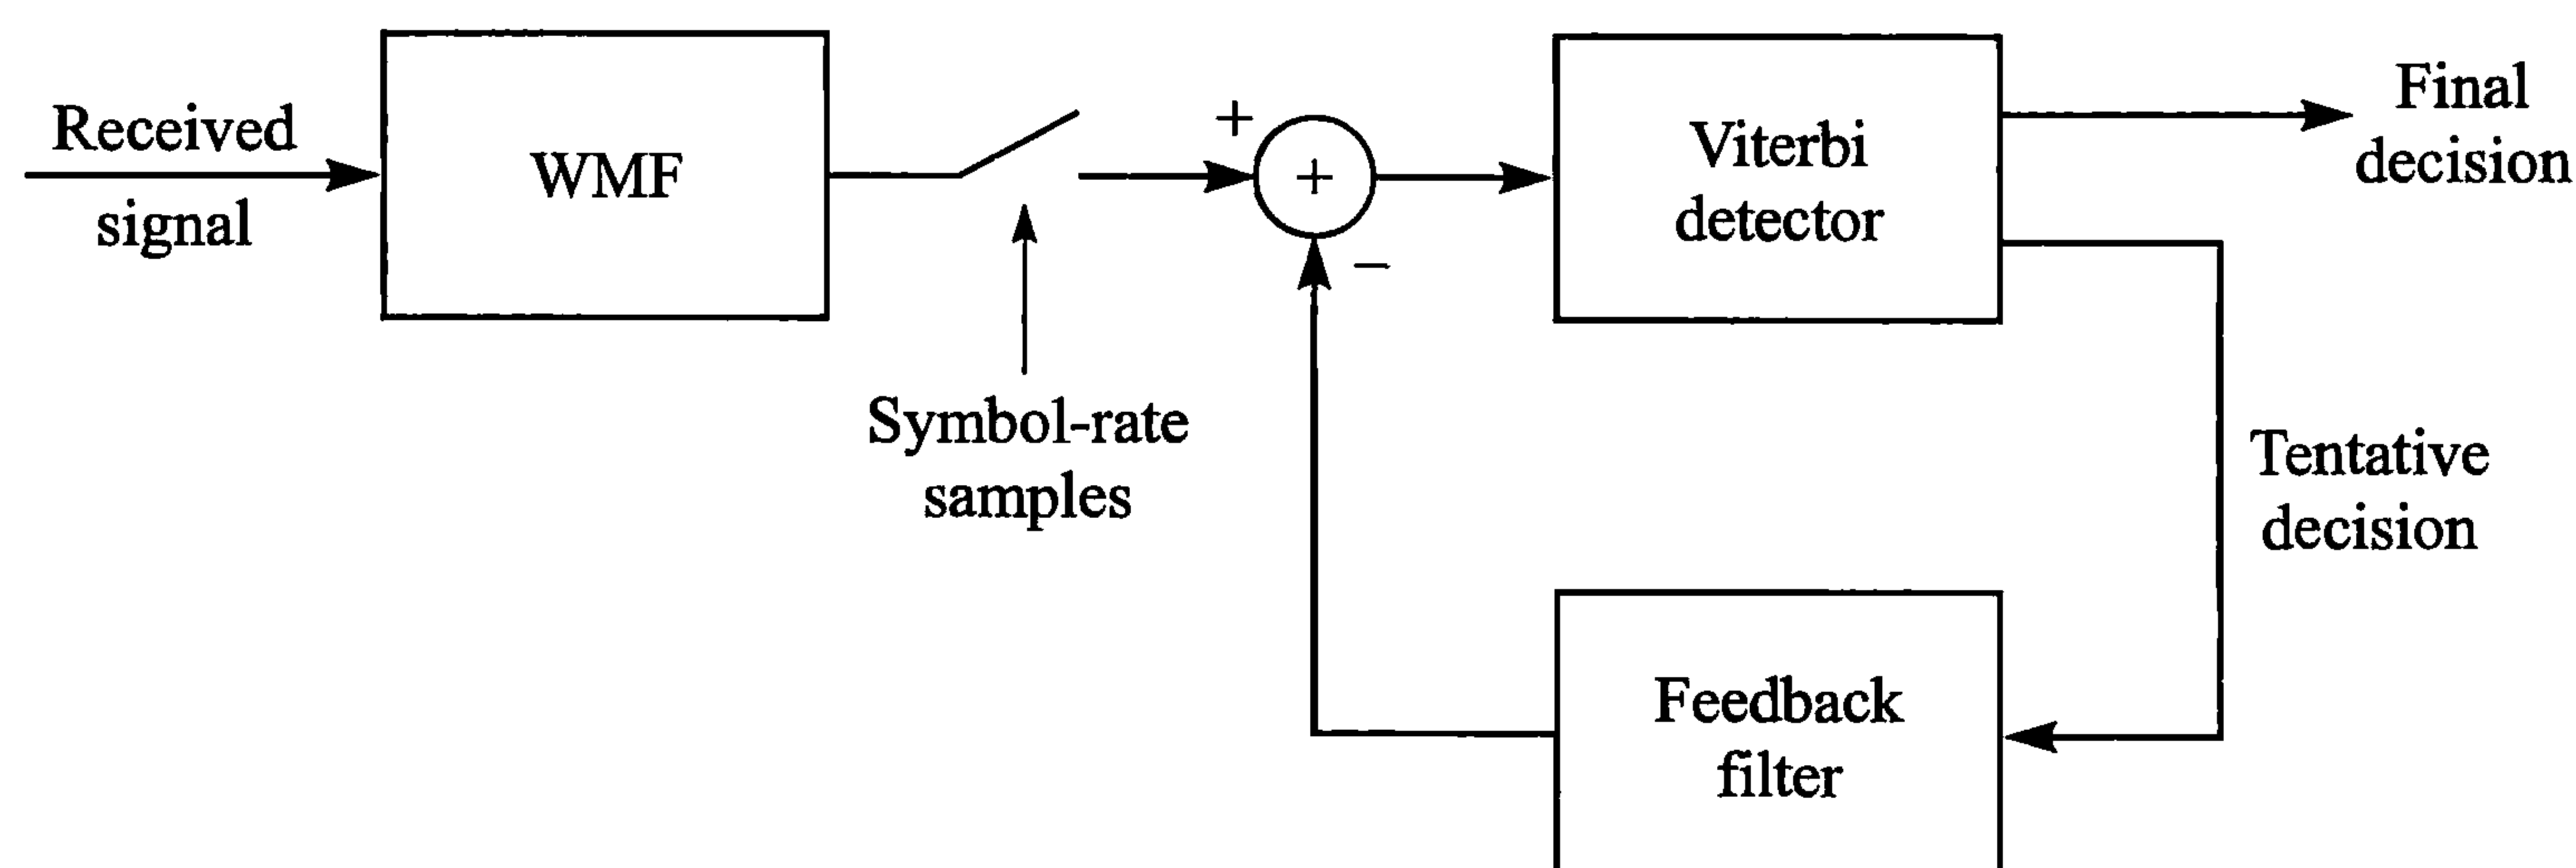 Received
signal
WMF
Symbol-rate
samples
+
+
−
Viterbi
detector
Final
decision
Tentative
decision
Feedback
filter